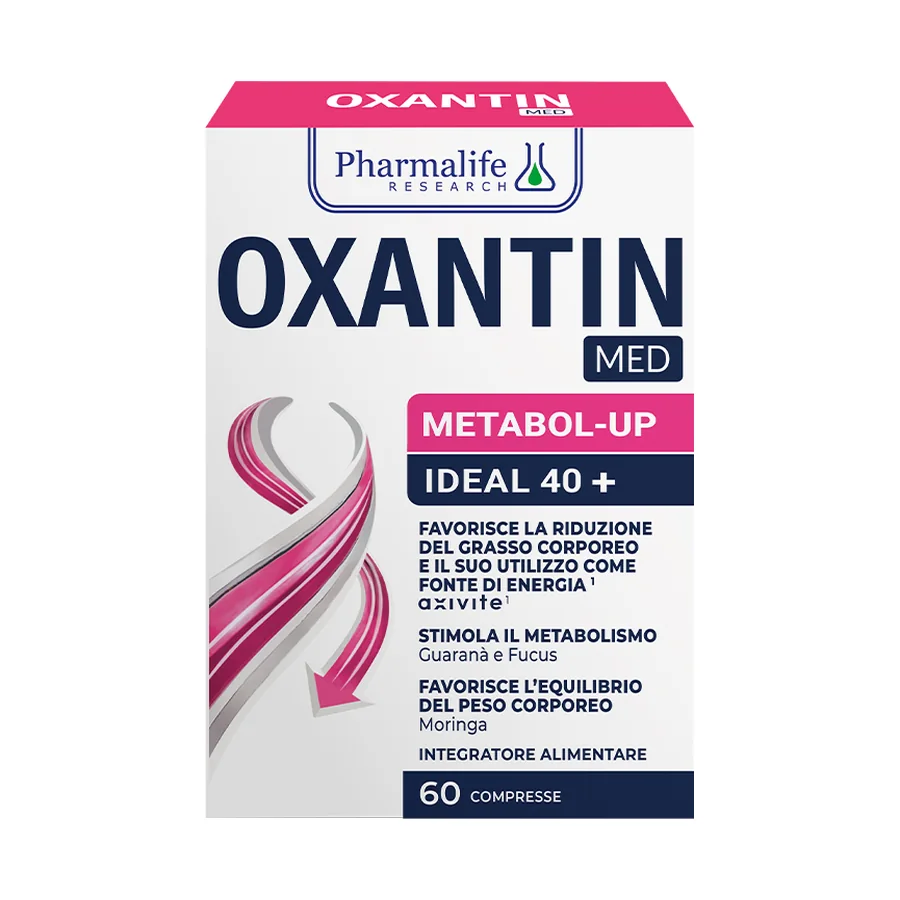 OXANTIN
MED
Pharmalife
RESEARCH
OXANTIN
MED
METABOL-UP
IDEAL 40 +
FAVORISCE LA RIDUZIONE
DEL GRASSO CORPOREO
E IL SUO UTILIZZO COME
FONTE DI ENERGIA ¹
axivite¹
STIMOLA IL METABOLISMO
Guaranà e Fucus
FAVORISCE L'EQUILIBRIO
DEL PESO CORPOREO
Moringa
INTEGRATORE ALIMENTARE
60 COMPRESSE